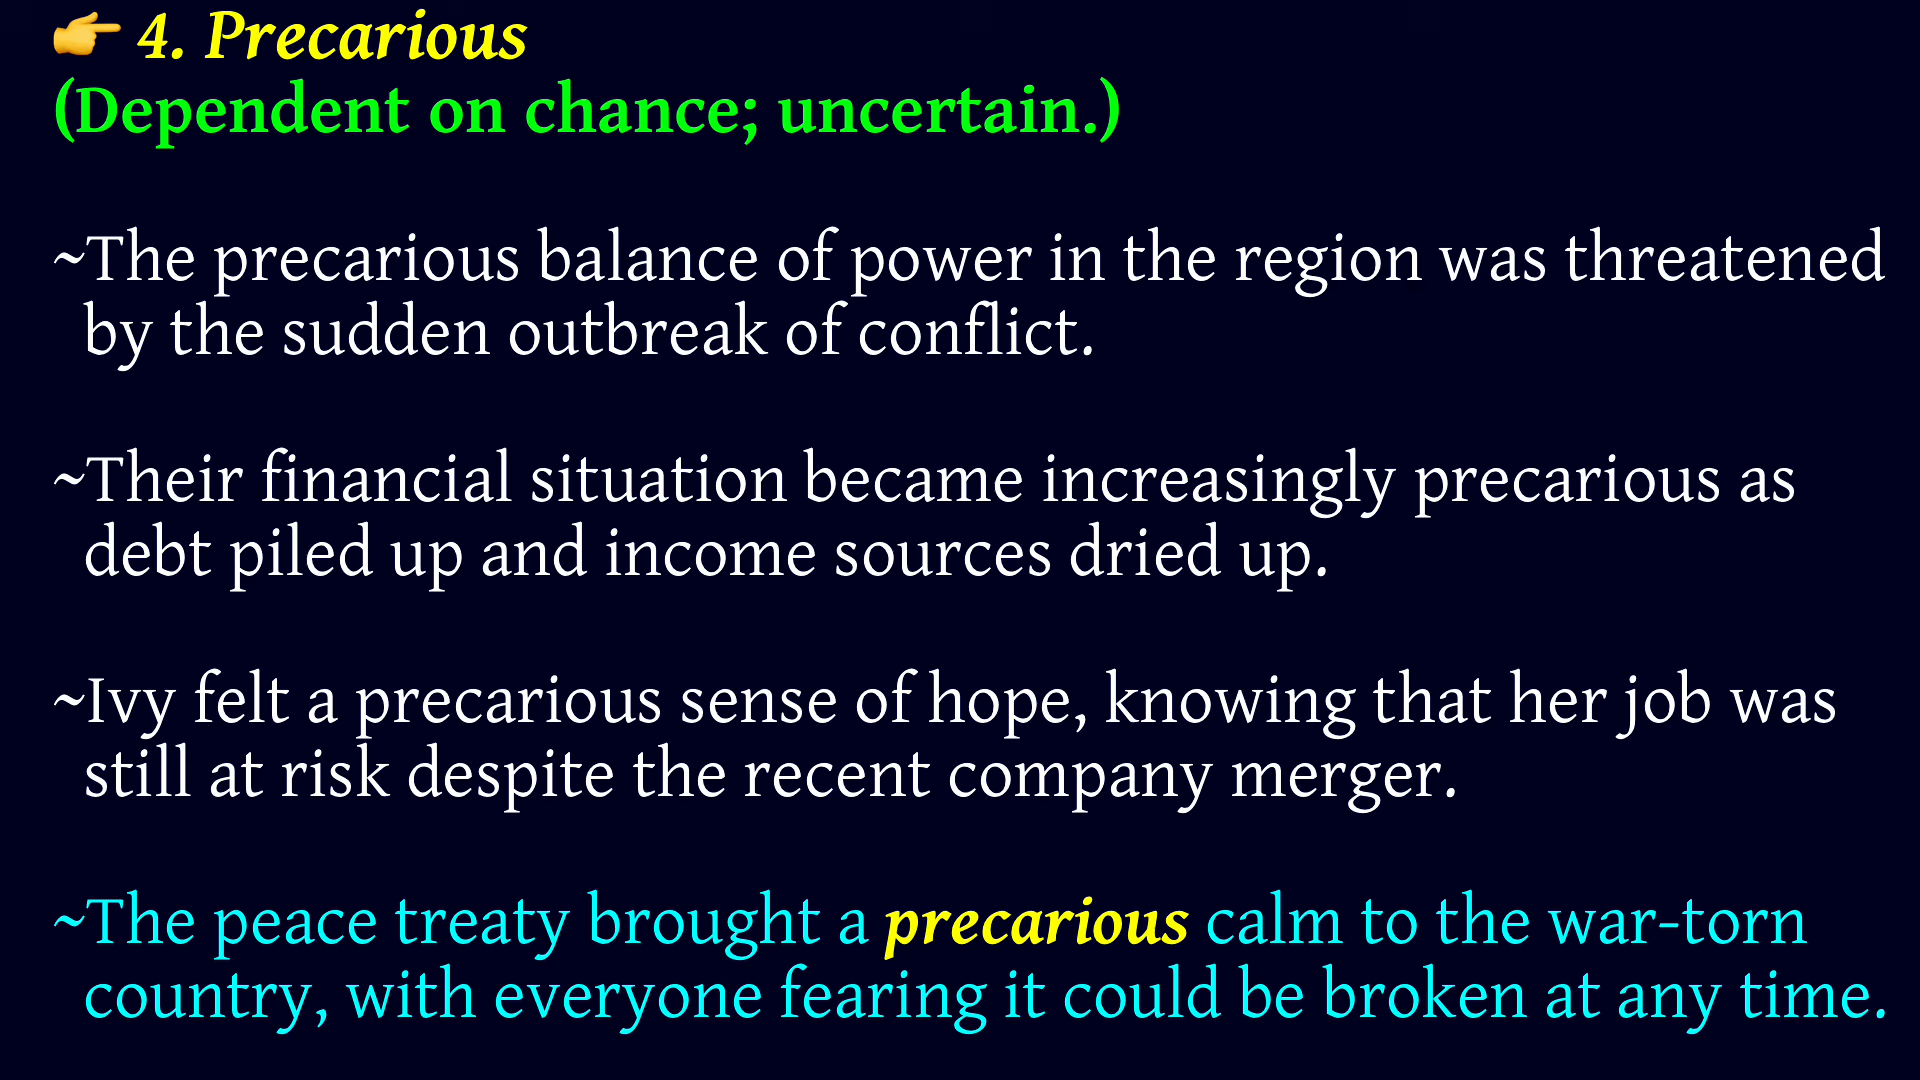 👉 4. Precarious
(Dependent on chance; uncertain.)
~The precarious balance of power in the region was threatened
by the sudden outbreak of conflict.
~Their financial situation became increasingly precarious as
debt piled up and income sources dried up.
~Ivy felt a precarious sense of hope, knowing that her job was
still at risk despite the recent company merger.
~The peace treaty brought a precarious calm to the war-torn
country, with everyone fearing it could be broken at any time.